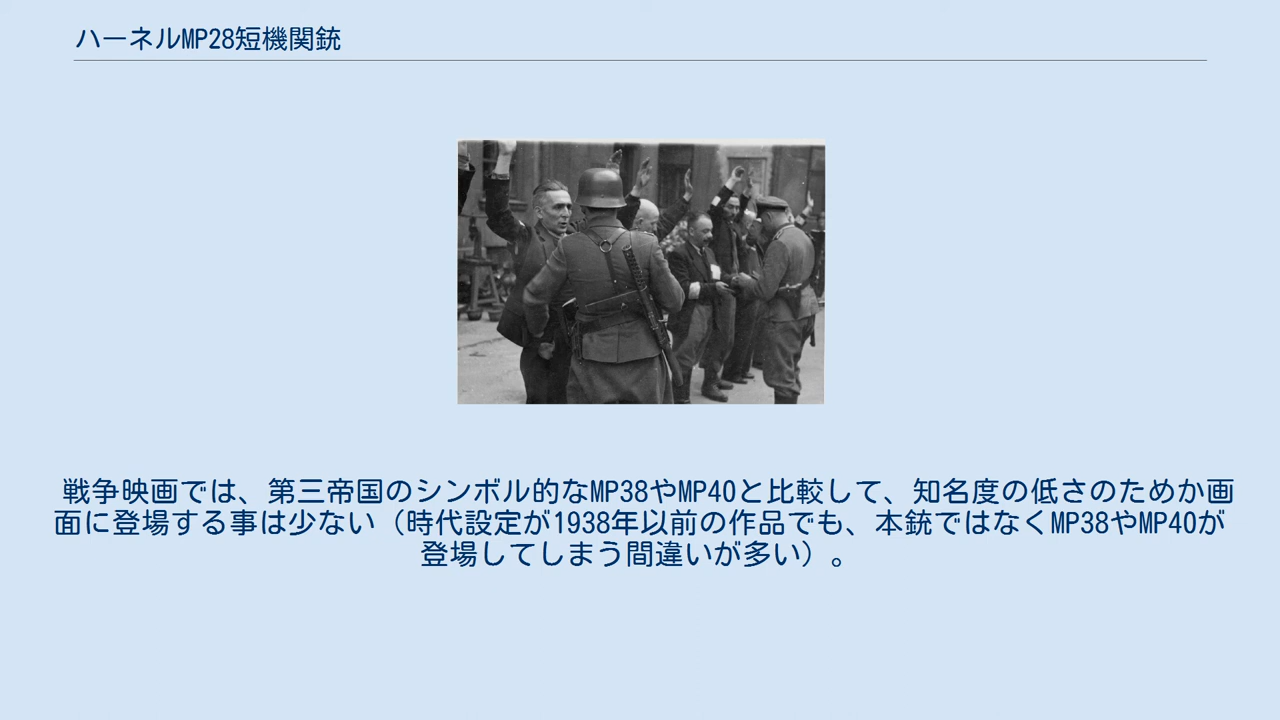 ハーネルMP28短機関銃
戦争映画では、第三帝国のシンボル的なMP38やMP40と比較して、知名度の低さのためか画
面に登場する事は少ない（時代設定が1938年以前の作品でも、本銃ではなくMP38やMP40が
登場してしまう間違いが多い）。